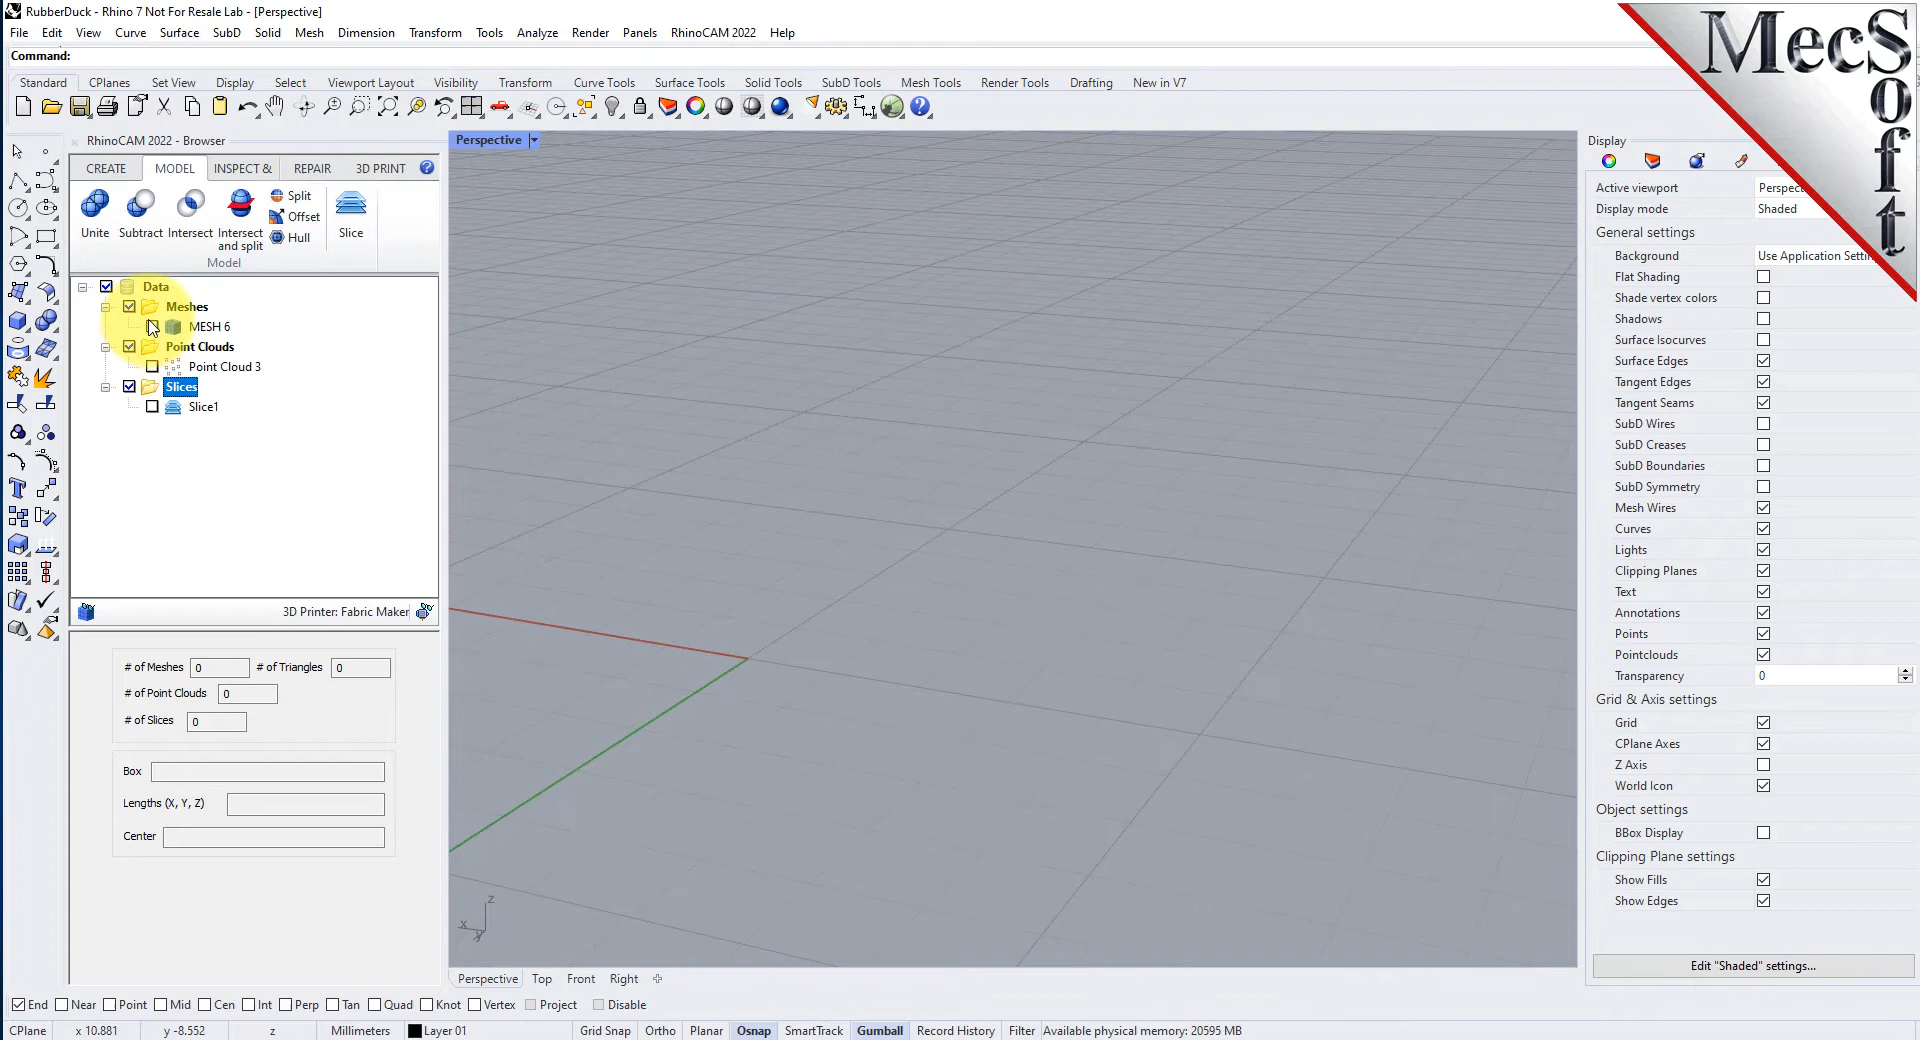 RubberDuck - Rhino 7 Not For Resale Lab - [Perspective]
File Edit View Curve Surface SubD Solid Mesh Dimension Transform Tools Analyze Render Panels RhinoCAM 2022 Help
Command:
Standard CPlanes Set View Display Select Viewport Layout Visibility Transform Curve Tools Surface Tools Solid Tools SubD Tools Mesh Tools Render Tools Drafting New in V7
MecSoft
RhinoCAM 2022 - Browser
CREATE MODEL INSPECT & REPAIR 3D PRINT
Unite Subtract Intersect Intersect and split Split Offset Hull Slice
Model
Data
Meshes
MESH 6
Point Clouds
Point Cloud 3
Slices
Slice1
3D Printer: Fabric Maker
# of Meshes 0 # of Triangles 0
# of Point Clouds 0
# of Slices 0
Box
Lengths (X, Y, Z)
Center
Perspective
z
x
y
Perspective Top Front Right
Display
Active viewport Perspec
Display mode Shaded
General settings
Background Use Application Settin
Flat Shading
Shade vertex colors
Shadows
Surface Isocurves
Surface Edges
Tangent Edges
Tangent Seams
SubD Wires
SubD Creases
SubD Boundaries
SubD Symmetry
Mesh Wires
Curves
Lights
Clipping Planes
Text
Annotations
Points
Pointclouds
Transparency 0
Grid & Axis settings
Grid
CPlane Axes
Z Axis
World Icon
Object settings
BBox Display
Clipping Plane settings
Show Fills
Show Edges
Edit "Shaded" settings...
End Near Point Mid Cen Int Perp Tan Quad Knot Vertex Project Disable
CPlane x 10.881 y -8.552 z Millimeters Layer 01 Grid Snap Ortho Planar Osnap SmartTrack Gumball Record History Filter Available physical memory: 20595 MB